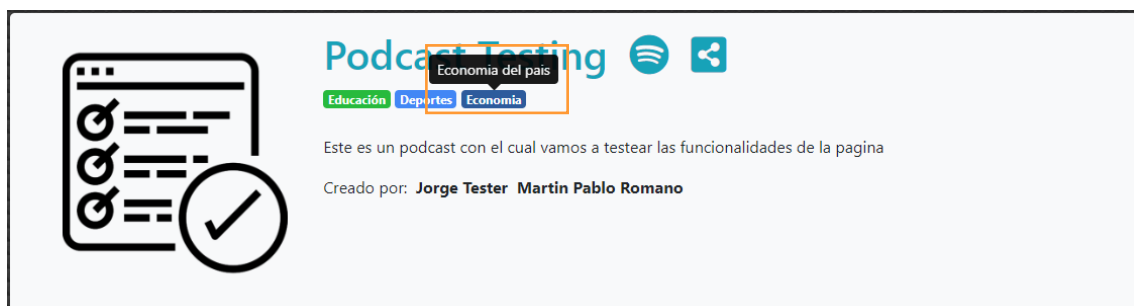 Podcast Testing
Economia del pais
Educación Deportes Economia
Este es un podcast con el cual vamos a testear las funcionalidades de la pagina
Creado por: Jorge Tester Martin Pablo Romano